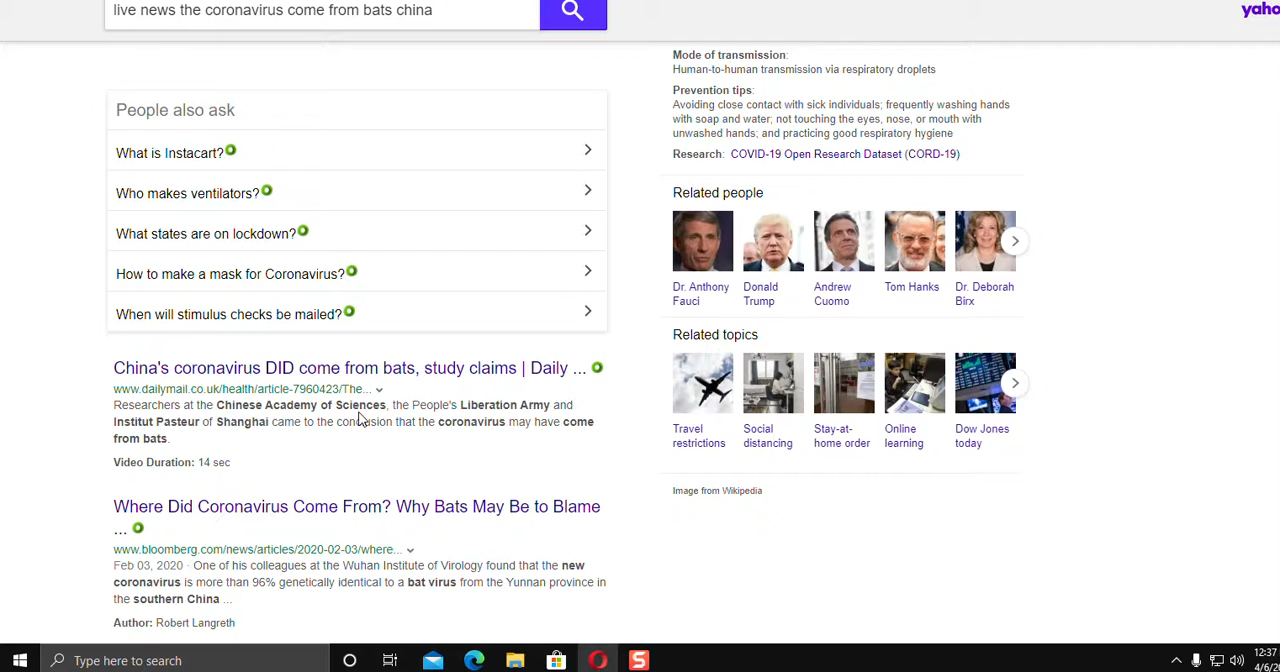 live news the coronavirus come from bats china
yaho
People also ask
What is Instacart?
Who makes ventilators?
What states are on lockdown?
How to make a mask for Coronavirus?
When will stimulus checks be mailed?
China's coronavirus DID come from bats, study claims | Daily ...
www.dailymail.co.uk/health/article-7960423/The...
Researchers at the Chinese Academy of Sciences, the People's Liberation Army and
Institut Pasteur of Shanghai came to the conclusion that the coronavirus may have come
from bats.
Video Duration: 14 sec
Where Did Coronavirus Come From? Why Bats May Be to Blame
...
www.bloomberg.com/news/articles/2020-02-03/where...
Feb 03, 2020 · One of his colleagues at the Wuhan Institute of Virology found that the new
coronavirus is more than 96% genetically identical to a bat virus from the Yunnan province in
the southern China ...
Author: Robert Langreth
Mode of transmission:
Human-to-human transmission via respiratory droplets
Prevention tips:
Avoiding close contact with sick individuals; frequently washing hands
with soap and water; not touching the eyes, nose, or mouth with
unwashed hands; and practicing good respiratory hygiene
Research: COVID-19 Open Research Dataset (CORD-19)
Related people
Dr. Anthony
Fauci
Donald
Trump
Andrew
Cuomo
Tom Hanks
Dr. Deborah
Birx
Related topics
Travel
restrictions
Social
distancing
Stay-at-
home order
Online
learning
Dow Jones
today
Image from Wikipedia
Type here to search
S
12:37
4/6/20